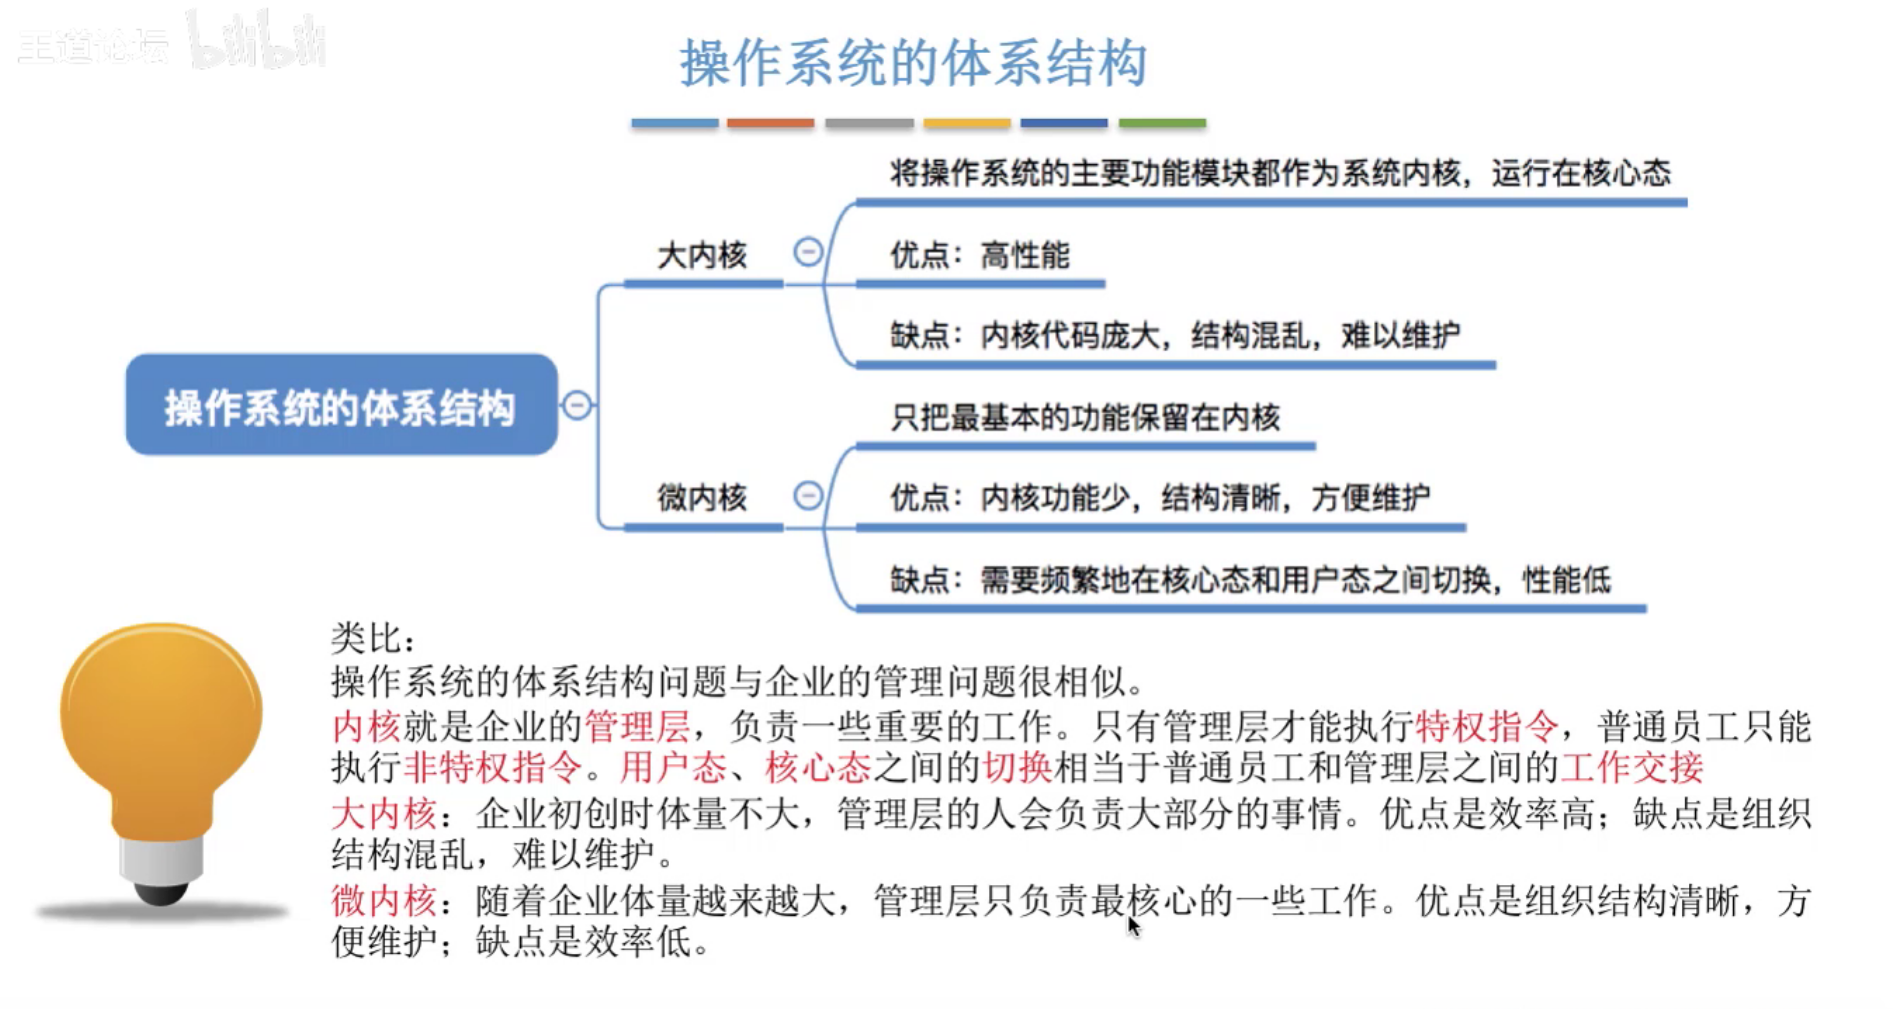 王道论坛 bilibili
操作系统的体系结构
将操作系统的主要功能模块都作为系统内核，运行在核心态
大内核
优点：高性能
缺点：内核代码庞大，结构混乱，难以维护
操作系统的体系结构
只把最基本的功能保留在内核
微内核
优点：内核功能少，结构清晰，方便维护
缺点：需要频繁地在核心态和用户态之间切换，性能低
类比：
操作系统的体系结构问题与企业的管理问题很相似。
内核就是企业的管理层，负责一些重要的工作。只有管理层才能执行特权指令，普通员工只能
执行非特权指令。用户态、核心态之间的切换相当于普通员工和管理层之间的工作交接
大内核：企业初创时体量不大，管理层的人会负责大部分的事情。优点是效率高；缺点是组织
结构混乱，难以维护。
微内核：随着企业体量越来越大，管理层只负责最核心的一些工作。优点是组织结构清晰，方
便维护；缺点是效率低。